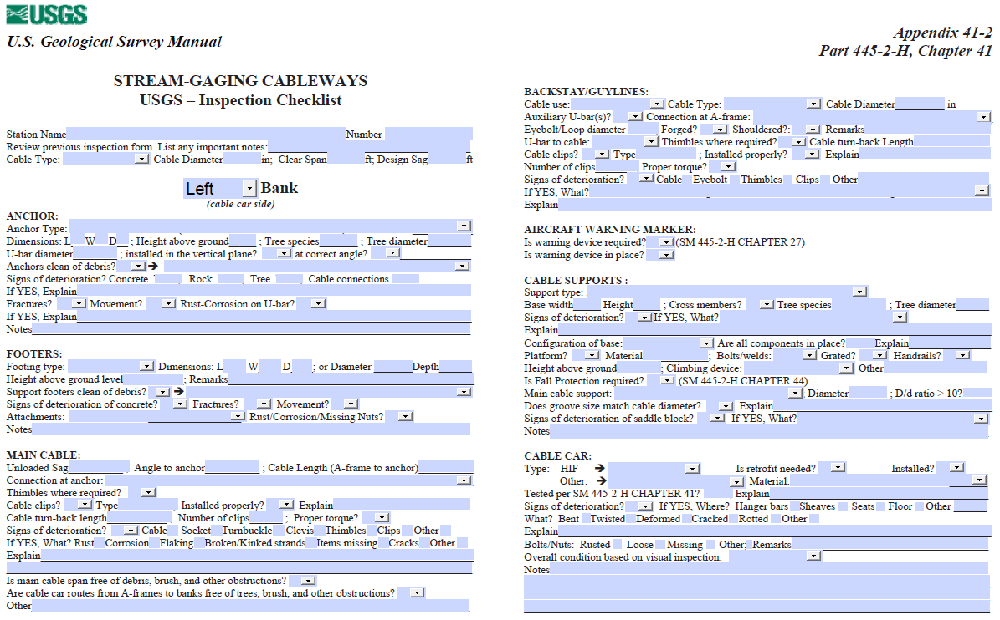 USGS
U.S. Geological Survey Manual
STREAM-GAGING CABLEWAYS
USGS – Inspection Checklist
Station Name Number
Review previous inspection form. List any important notes:
Cable Type: Cable Diameter in; Clear Span ft; Design Sag ft
Left Bank
(cable car side)
ANCHOR:
Anchor Type:
Dimensions: L W D ; Height above ground ; Tree species ; Tree diameter
U-bar diameter ; installed in the vertical plane? at correct angle?
Anchors clean of debris? ➔
Signs of deterioration? Concrete Rock Tree Cable connections
If YES, Explain
Fractures? Movement? Rust-Corrosion on U-bar?
If YES, Explain
Notes
FOOTERS:
Footing type: Dimensions: L W D ; or Diameter Depth
Height above ground level ; Remarks
Support footers clean of debris? ➔
Signs of deterioration of concrete? Fractures? Movement?
Attachments: Rust/Corrosion/Missing Nuts?
Notes
MAIN CABLE:
Unloaded Sag Angle to anchor ; Cable Length (A-frame to anchor)
Connection at anchor:
Thimbles where required?
Cable clips? Type Installed properly? Explain
Cable turn-back length Number of clips ; Proper torque?
Signs of deterioration? Cable Socket Turnbuckle Clevis Thimbles Clips Other
If YES, What? Rust Corrosion Flaking Broken/Kinked strands Items missing Cracks Other
Explain
Is main cable span free of debris, brush, and other obstructions?
Are cable car routes from A-frames to banks free of trees, brush, and other obstructions?
Other
Appendix 41-2
Part 445-2-H, Chapter 41
BACKSTAY/GUYLINES:
Cable use: Cable Type: Cable Diameter in
Auxiliary U-bar(s)? Connection at A-frame:
Eyebolt/Loop diameter Forged? Shouldered?: Remarks
U-bar to cable: Thimbles where required? Cable turn-back Length
Cable clips? Type ; Installed properly? Explain
Number of clips Proper torque?
Signs of deterioration? Cable Eyebolt Thimbles Clips Other
If YES, What?
Explain
AIRCRAFT WARNING MARKER:
Is warning device required? (SM 445-2-H CHAPTER 27)
Is warning device in place?
CABLE SUPPORTS :
Support type:
Base width Height ; Cross members? Tree species ; Tree diameter
Signs of deterioration? If YES, What?
Explain
Configuration of base: Are all components in place? Explain
Platform? Material ; Bolts/welds: Grated? Handrails?
Height above ground ; Climbing device: Other
Is Fall Protection required? (SM 445-2-H CHAPTER 44)
Main cable support: Diameter ; D/d ratio > 10?
Does groove size match cable diameter? Explain
Signs of deterioration of saddle block? If YES, What?
Notes
CABLE CAR:
Type: HIF ➔ Is retrofit needed? Installed?
Other: ➔ Material:
Tested per SM 445-2-H CHAPTER 41? Explain
Signs of deterioration? If YES, Where? Hanger bars Sheaves Seats Floor Other
What? Bent Twisted Deformed Cracked Rotted Other
Explain
Bolts/Nuts: Rusted Loose Missing Other; Remarks
Overall condition based on visual inspection:
Notes